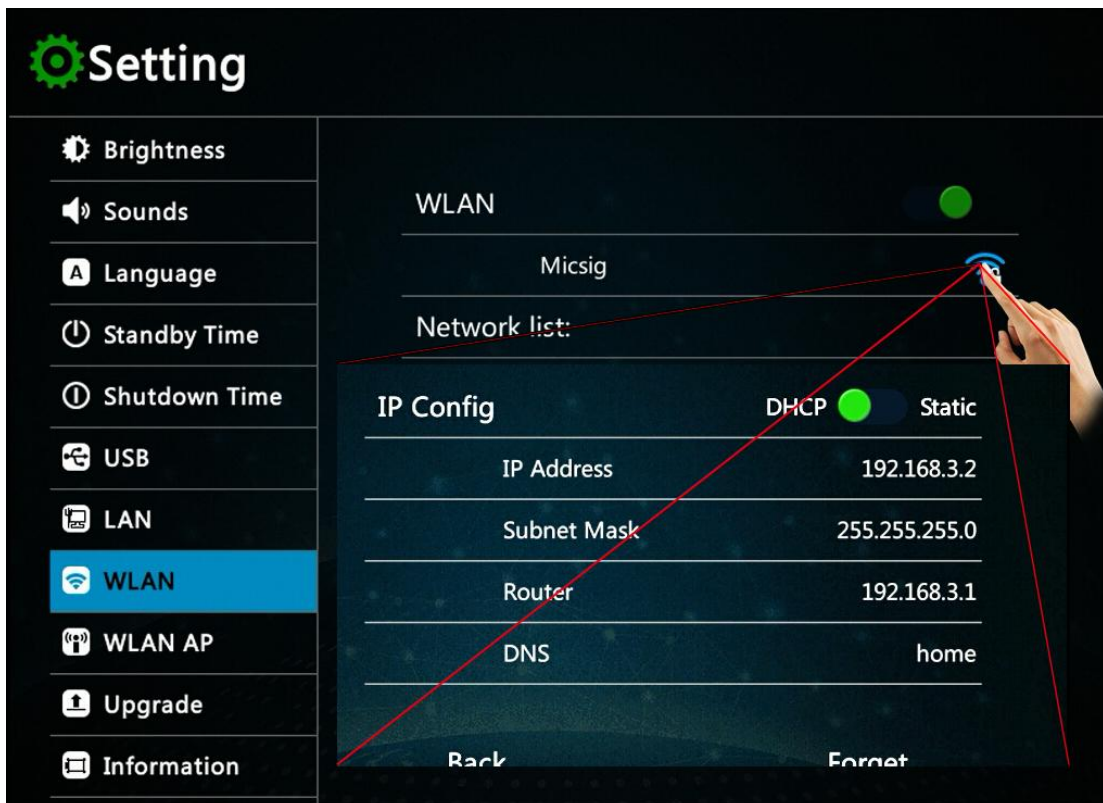 Setting
Brightness
Sounds
A Language
Standby Time
Shutdown Time
USB
LAN
WLAN
WLAN AP
Upgrade
Information
WLAN
Micsig
Network list:
IP Config DHCP Static
IP Address 192.168.3.2
Subnet Mask 255.255.255.0
Router 192.168.3.1
DNS home
Back Forget